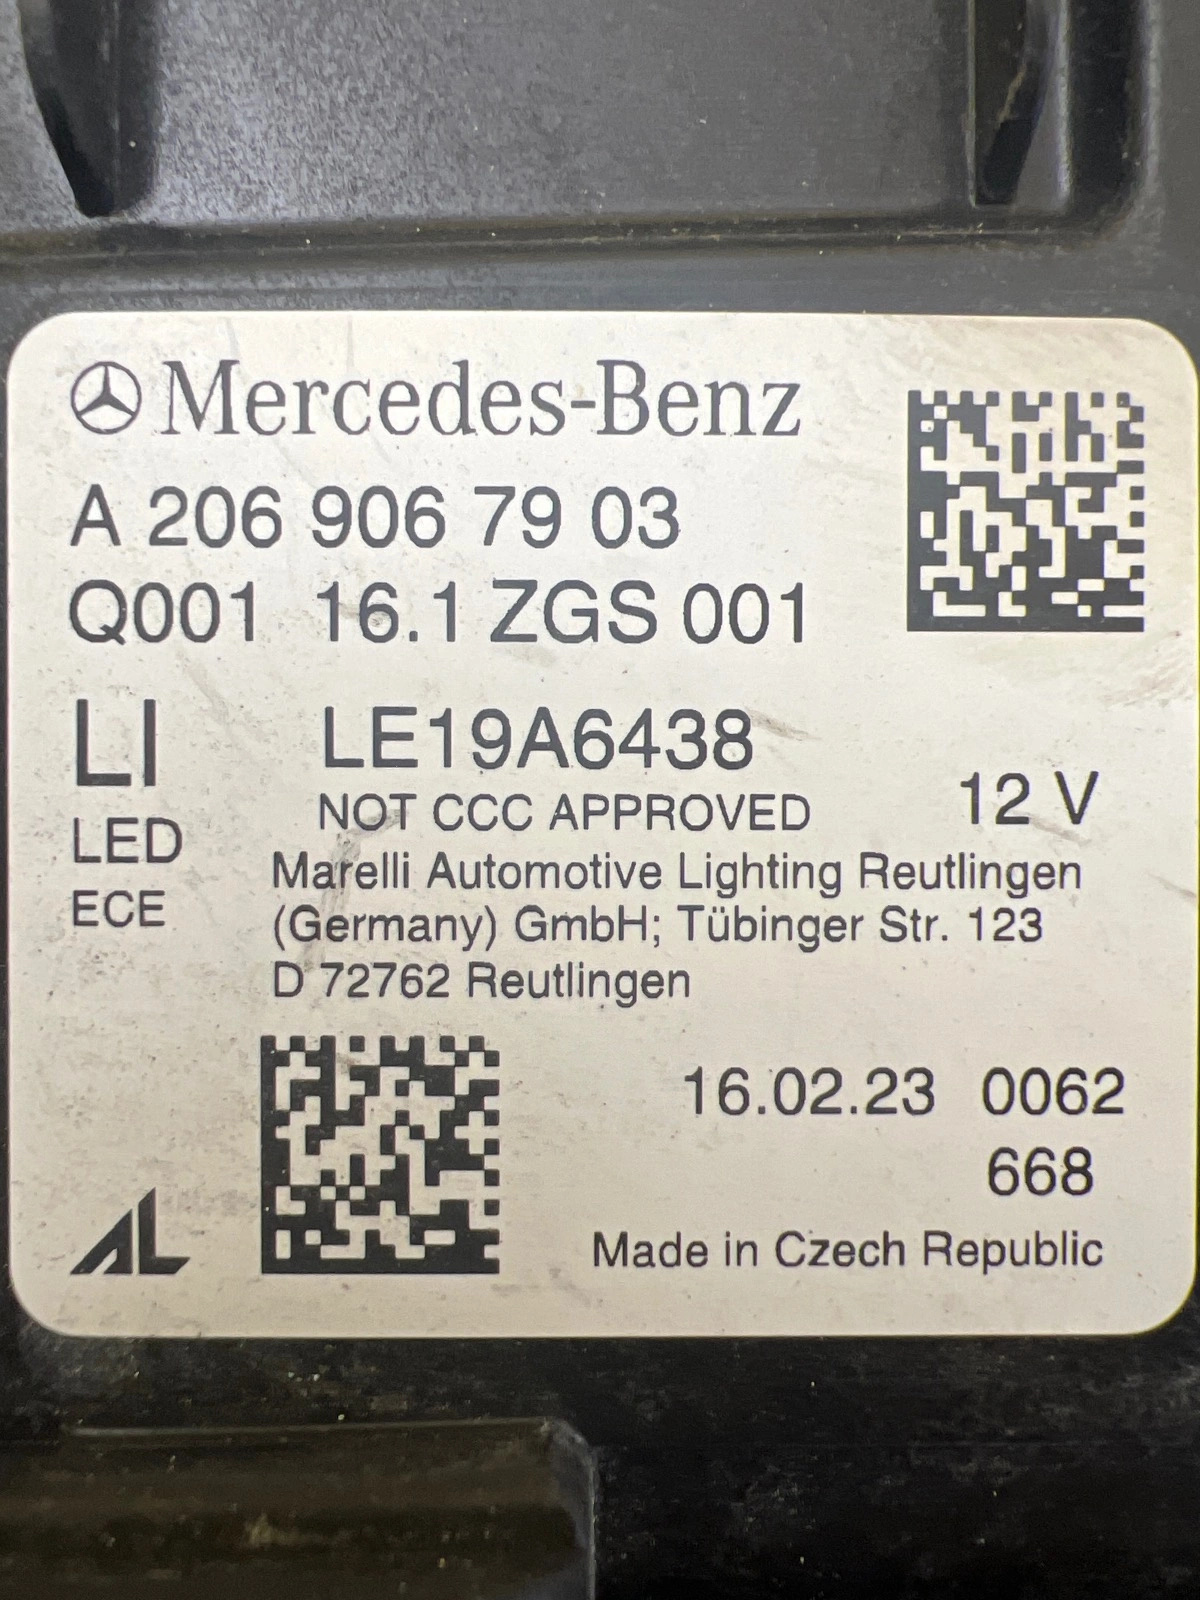 Mercedes-Benz
A 206 906 79 03
Q001 16.1 ZGS 001
LI LE19A6438
NOT CCC APPROVED 12 V
LED
Marelli Automotive Lighting Reutlingen
ECE
(Germany) GmbH; Tübinger Str. 123
D 72762 Reutlingen
16.02.23 0062
668
AL
Made in Czech Republic